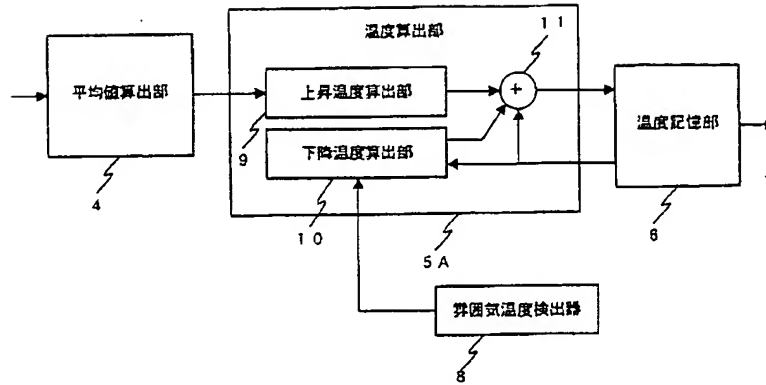 温度算出部
11
平均値算出部
上昇温度算出部
+
温度記憶部
9
下降温度算出部
4
10
5A
6
雰囲気温度検出器
8